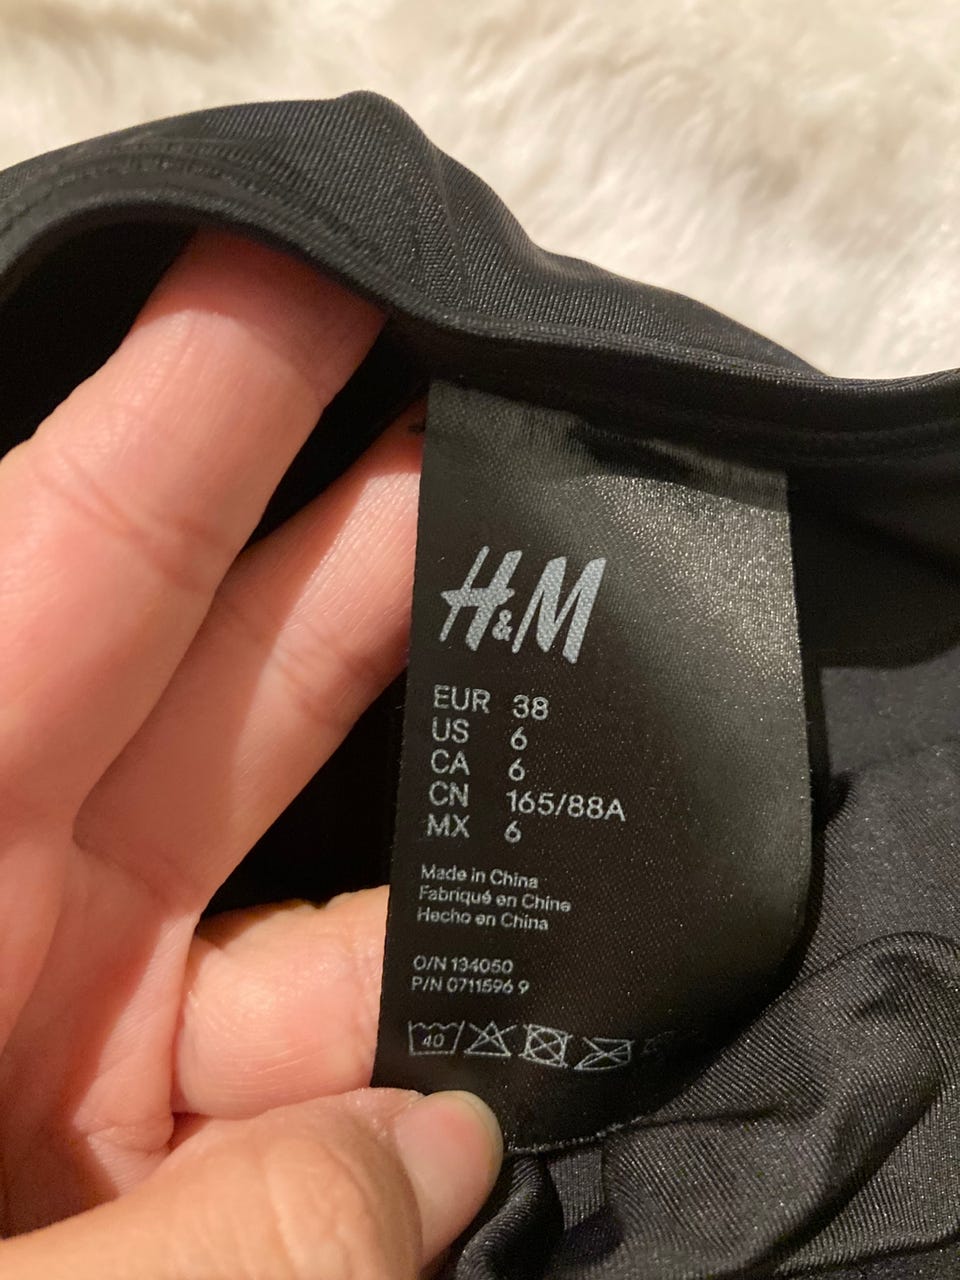 H&M
EUR 38
US 6
CA 6
CN 165/88A
MX 6
Made in China
Fabriqué en Chine
Hecho en China
O/N 134050
P/N 0711596 9
40